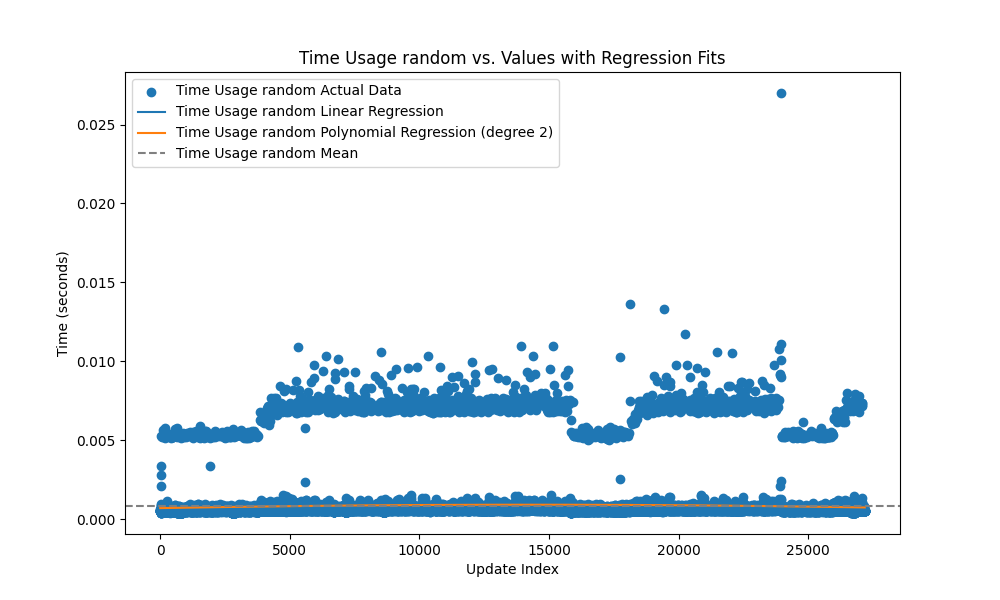 Time Usage random vs. Values with Regression Fits
Time Usage random Actual Data
Time Usage random Linear Regression
Time Usage random Polynomial Regression (degree 2)
Time Usage random Mean
Time (seconds)
0.025
0.020
0.015
0.010
0.005
0.000
0 5000 10000 15000 20000 25000
Update Index